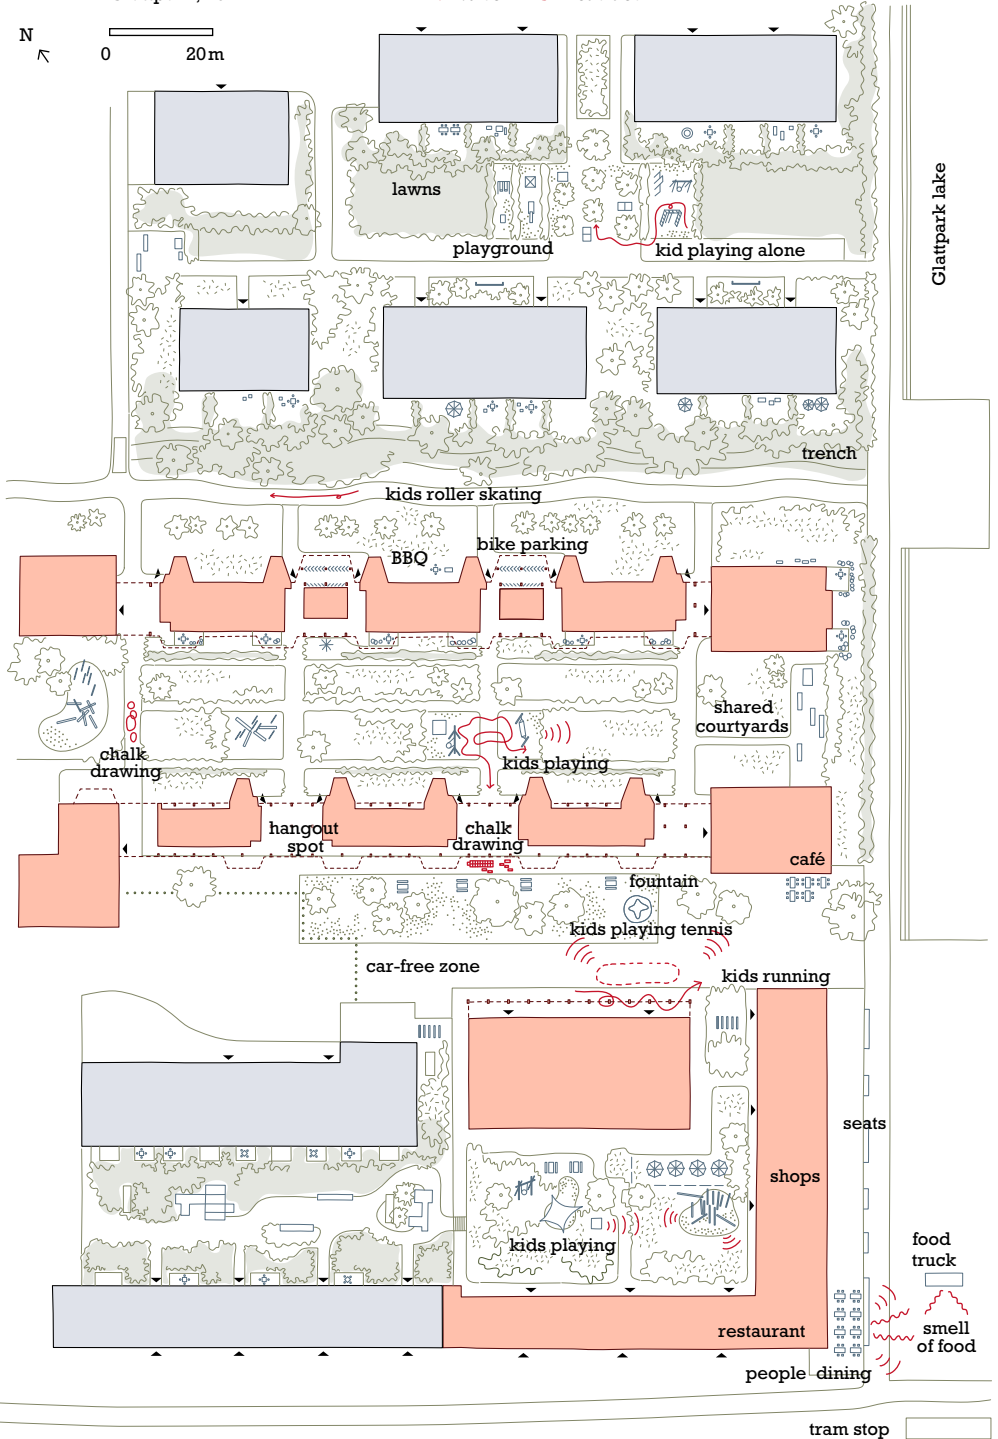 N
0 20 m
lawns
playground
kid playing alone
Glattpark lake
trench
kids roller skating
bike parking
BBQ
shared
courtyards
chalk
drawing
kids playing
hangout
spot
chalk
drawing
café
fountain
kids playing tennis
car-free zone
kids running
seats
shops
kids playing
food
truck
restaurant
smell
of food
people dining
tram stop